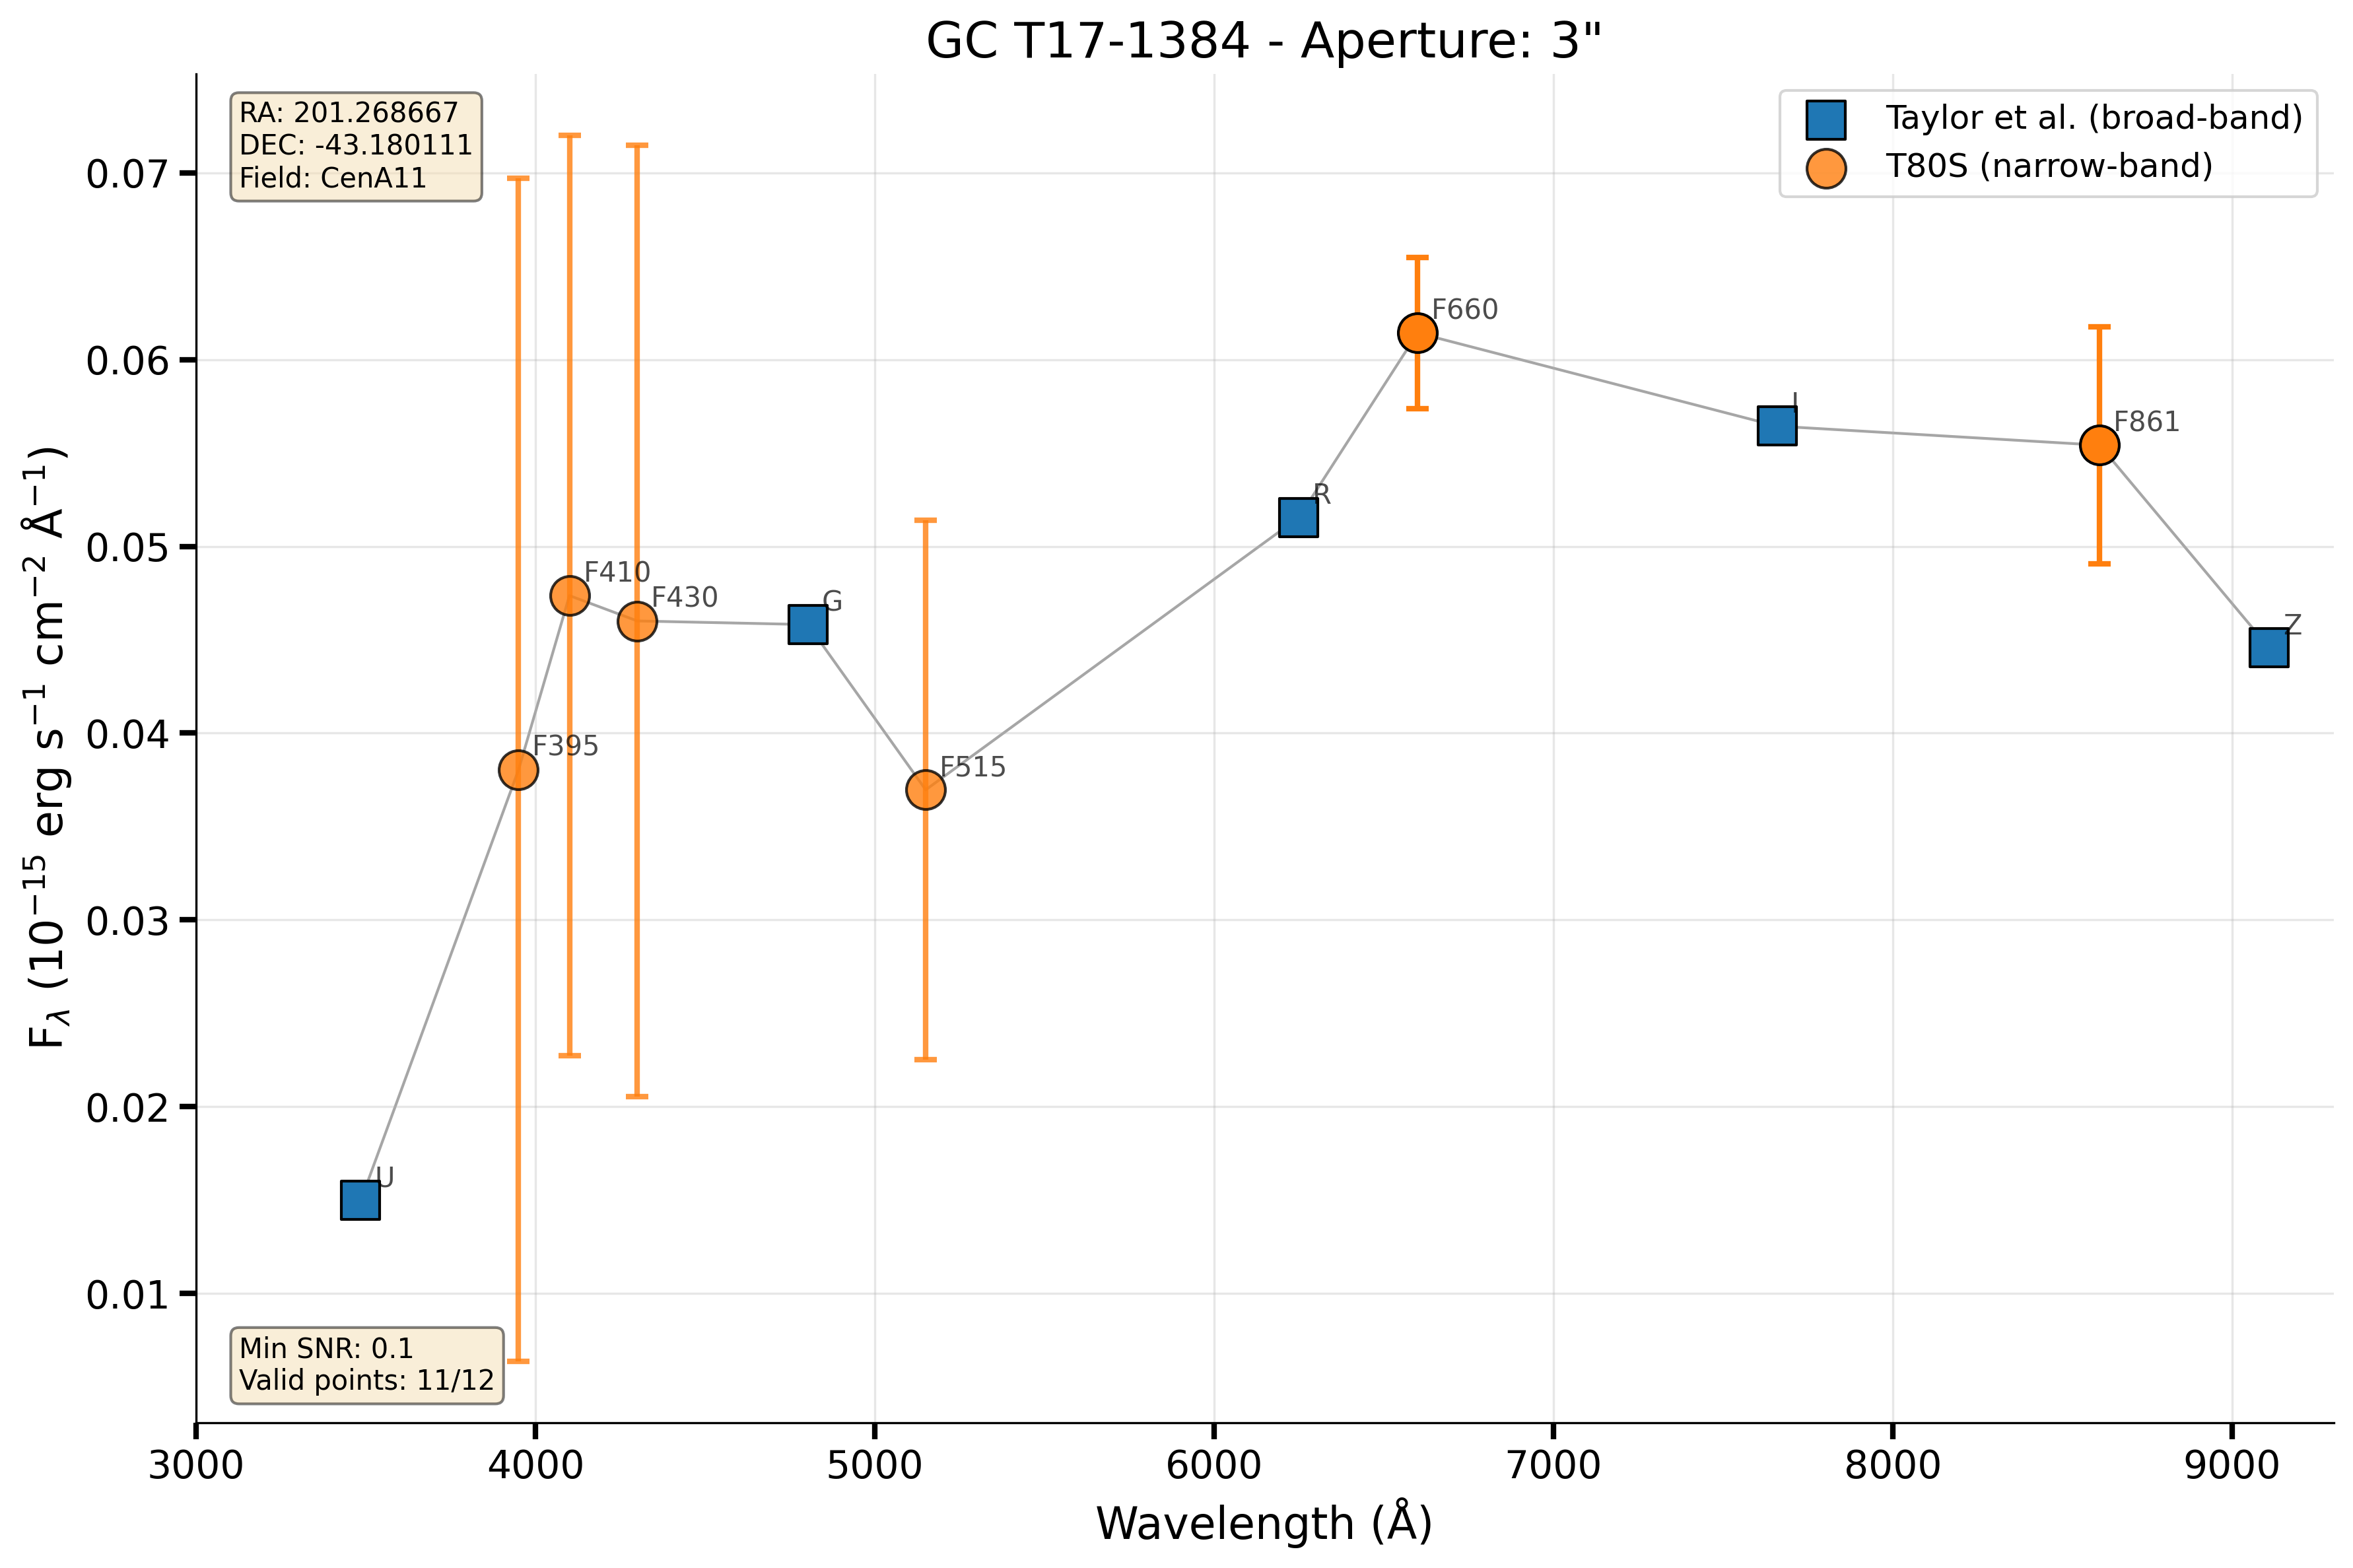 GC T17-1384 - Aperture: 3"
RA: 201.268667
DEC: -43.180111
Field: CenA11
Taylor et al. (broad-band)
T80S (narrow-band)
0.07
0.06
0.05
0.04
0.03
0.02
0.01
F_λ (10⁻¹⁵ erg s⁻¹ cm⁻² Å⁻¹)
U
F395
F410
F430
G
F515
R
F660
I
F861
Z
Min SNR: 0.1
Valid points: 11/12
3000 4000 5000 6000 7000 8000 9000
Wavelength (Å)